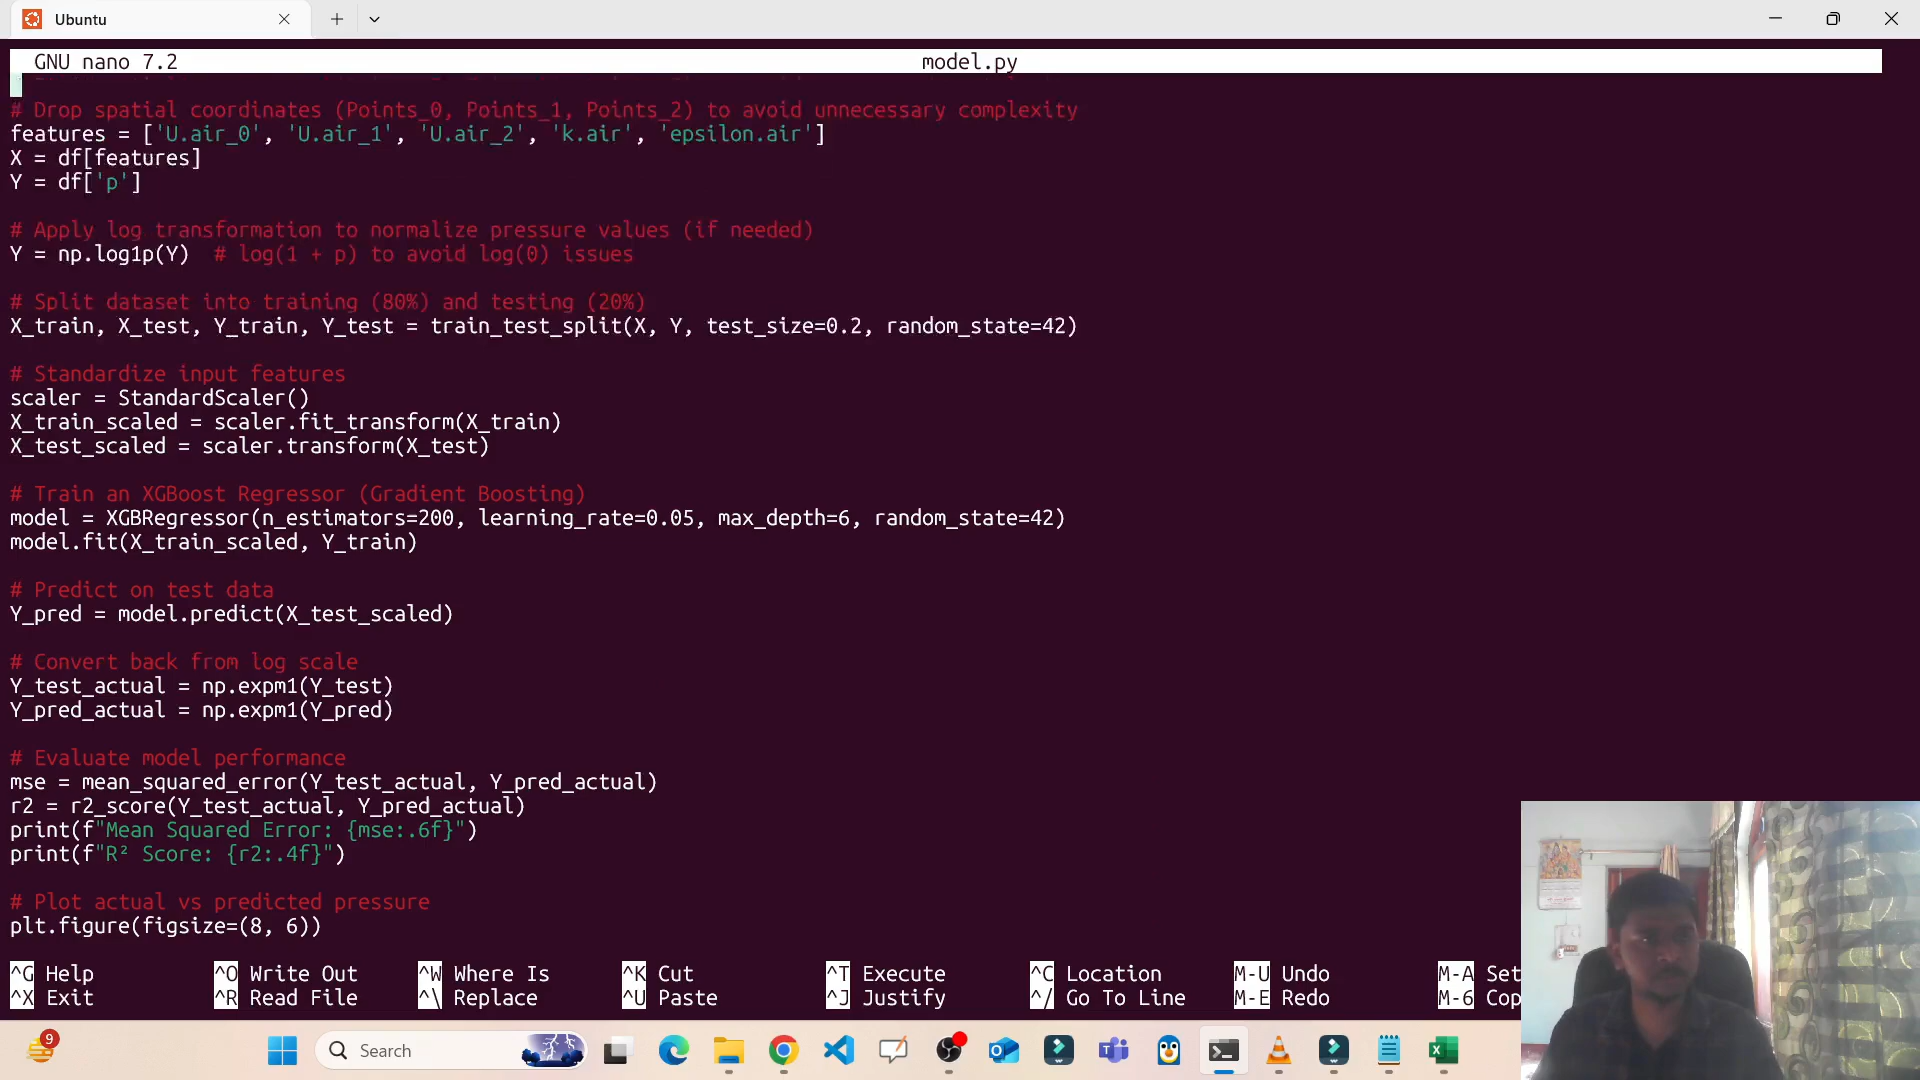 Ubuntu
GNU nano 7.2 model.py
# Drop spatial coordinates (Points_0, Points_1, Points_2) to avoid unnecessary complexity
features = ['U.air_0', 'U.air_1', 'U.air_2', 'k.air', 'epsilon.air']
X = df[features]
Y = df['p']
# Apply log transformation to normalize pressure values (if needed)
Y = np.log1p(Y)  # log(1 + p) to avoid log(0) issues
# Split dataset into training (80%) and testing (20%)
X_train, X_test, Y_train, Y_test = train_test_split(X, Y, test_size=0.2, random_state=42)
# Standardize input features
scaler = StandardScaler()
X_train_scaled = scaler.fit_transform(X_train)
X_test_scaled = scaler.transform(X_test)
# Train an XGBoost Regressor (Gradient Boosting)
model = XGBRegressor(n_estimators=200, learning_rate=0.05, max_depth=6, random_state=42)
model.fit(X_train_scaled, Y_train)
# Predict on test data
Y_pred = model.predict(X_test_scaled)
# Convert back from log scale
Y_test_actual = np.expm1(Y_test)
Y_pred_actual = np.expm1(Y_pred)
# Evaluate model performance
mse = mean_squared_error(Y_test_actual, Y_pred_actual)
r2 = r2_score(Y_test_actual, Y_pred_actual)
print(f"Mean Squared Error: {mse:.6f}")
print(f"R² Score: {r2:.4f}")
# Plot actual vs predicted pressure
plt.figure(figsize=(8, 6))
^G Help ^O Write Out ^W Where Is ^K Cut ^T Execute ^C Location M-U Undo M-A Set
^X Exit ^R Read File ^\ Replace ^U Paste ^J Justify ^/ Go To Line M-E Redo M-6 Cop
9 Search